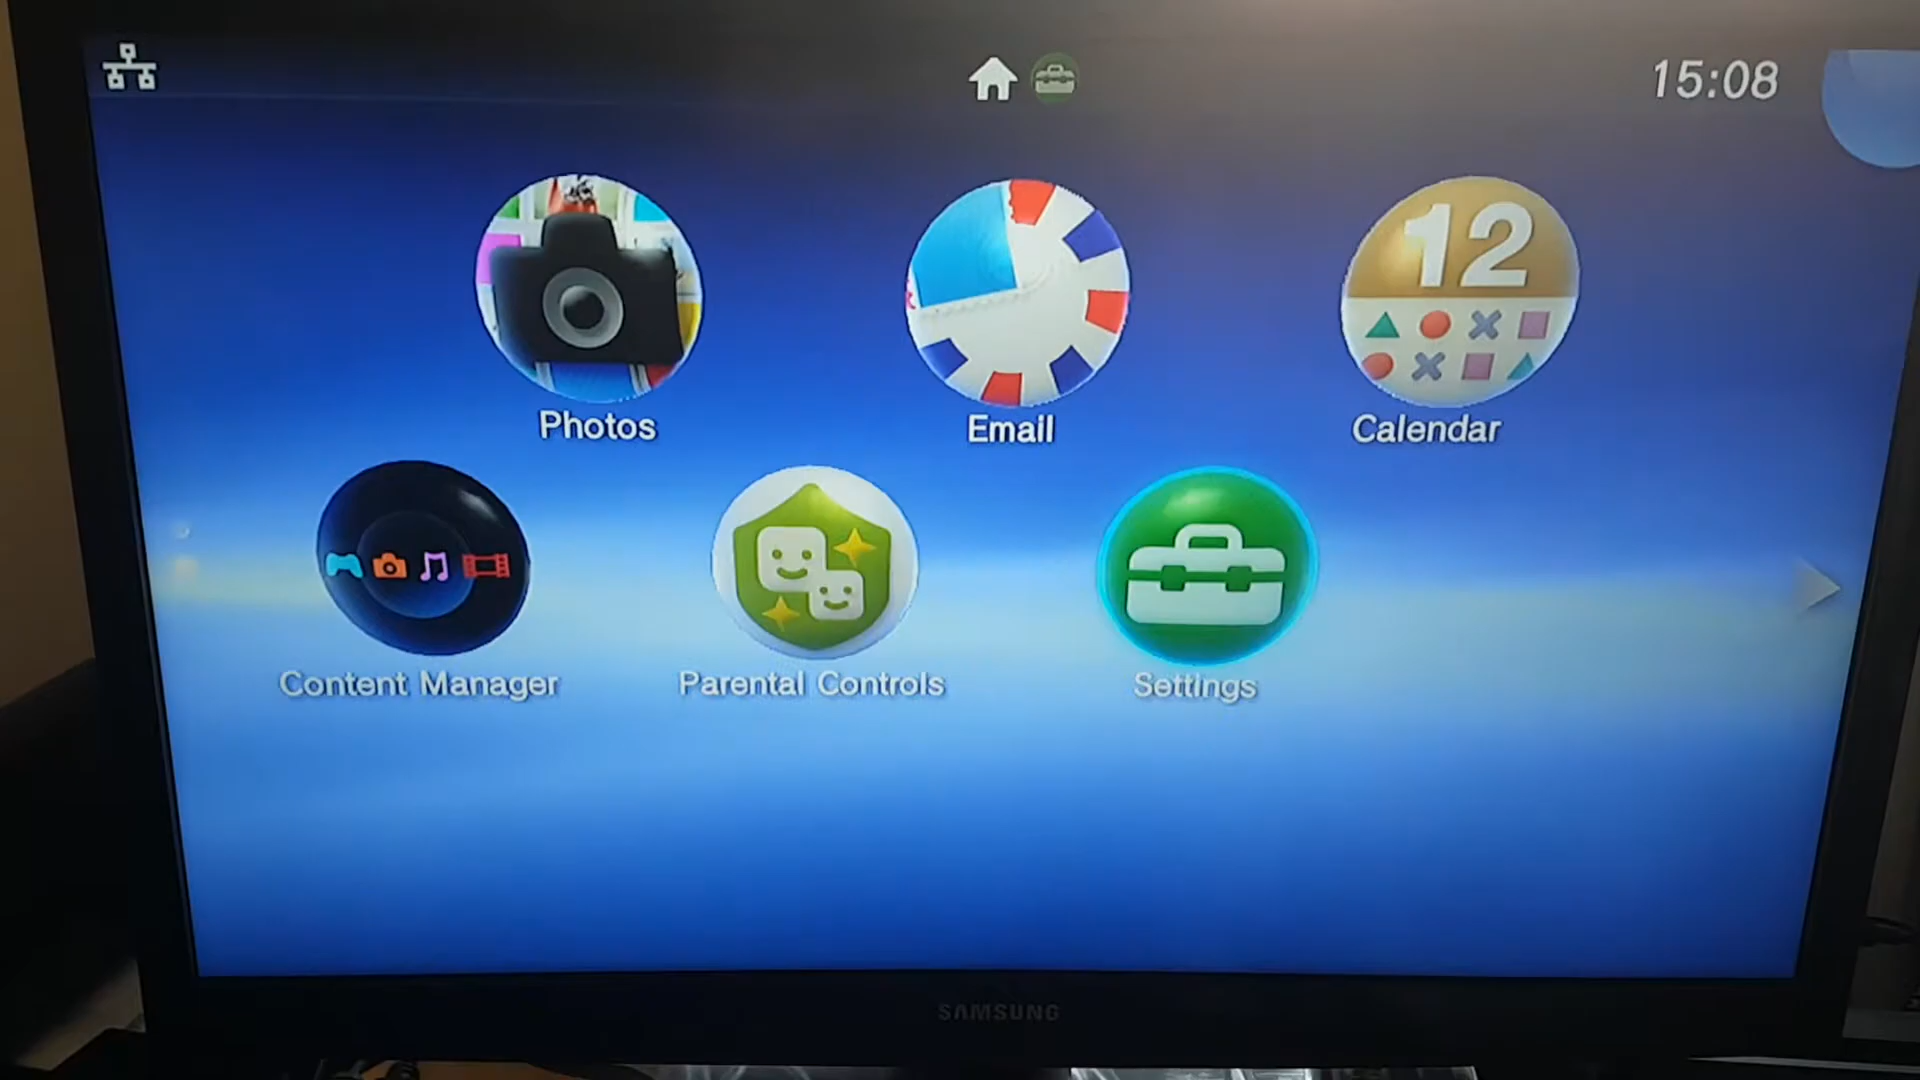 15:08
12
Photos
Email
Calendar
Content Manager
Parental Controls
Settings
SAMSUNG